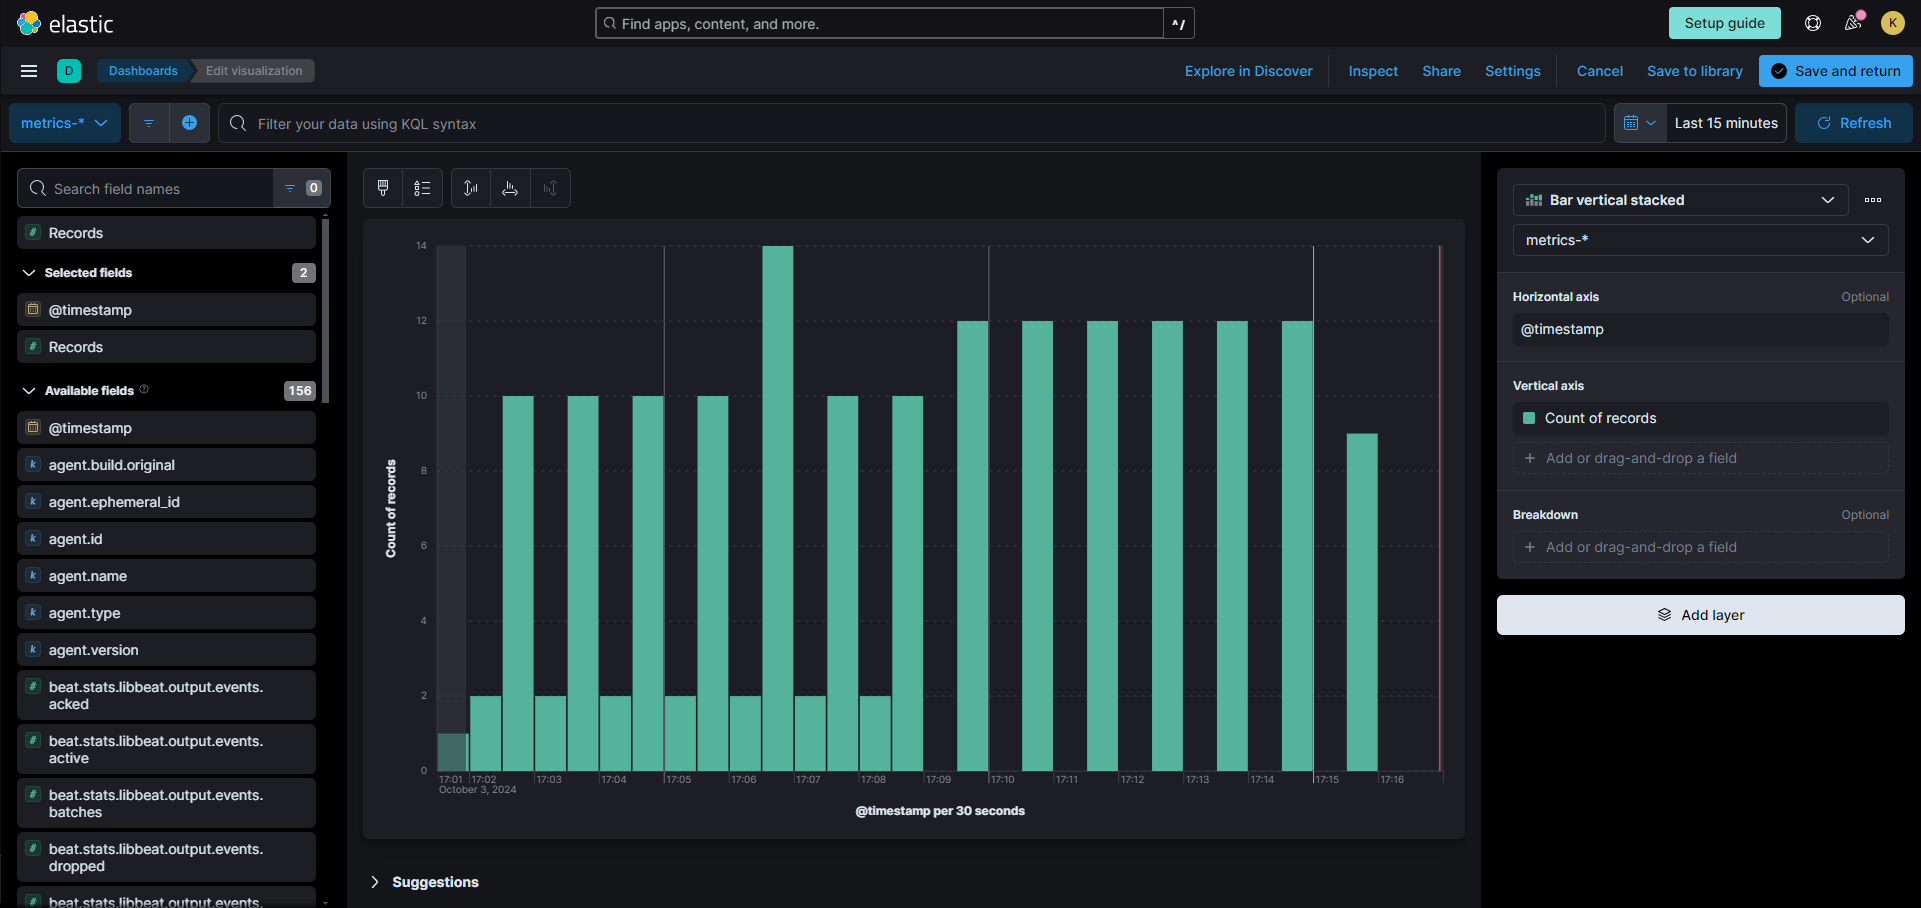 elastic
Find apps, content, and more.
^/
Setup guide
K
D
Dashboards
Edit visualization
Explore in Discover
Inspect
Share
Settings
Cancel
Save to library
Save and return
metrics-*
Filter your data using KQL syntax
Last 15 minutes
Refresh
Search field names
0
# Records
Selected fields
2
@timestamp
# Records
Available fields
156
@timestamp
k agent.build.original
k agent.ephemeral_id
k agent.id
k agent.name
k agent.type
k agent.version
# beat.stats.libbeat.output.events.
acked
# beat.stats.libbeat.output.events.
active
# beat.stats.libbeat.output.events.
batches
# beat.stats.libbeat.output.events.
dropped
# beat.stats.libbeat.output.events.
14
12
10
8
6
4
2
0
Count of records
17:01 17:02 17:03 17:04 17:05 17:06 17:07 17:08 17:09 17:10 17:11 17:12 17:13 17:14 17:15 17:16
October 3, 2024
@timestamp per 30 seconds
Suggestions
Bar vertical stacked
metrics-*
Horizontal axis
Optional
@timestamp
Vertical axis
Count of records
+ Add or drag-and-drop a field
Breakdown
Optional
+ Add or drag-and-drop a field
Add layer